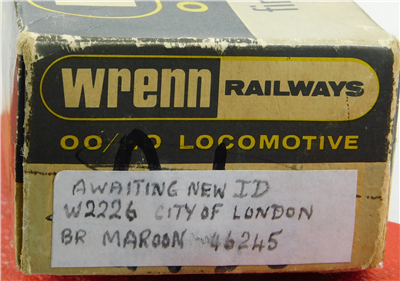 Wrenn RAILWAYS
OO/HO LOCOMOTIVE
AWAITING NEW ID
W2226 CITY OF LONDON
BR MAROON 46245